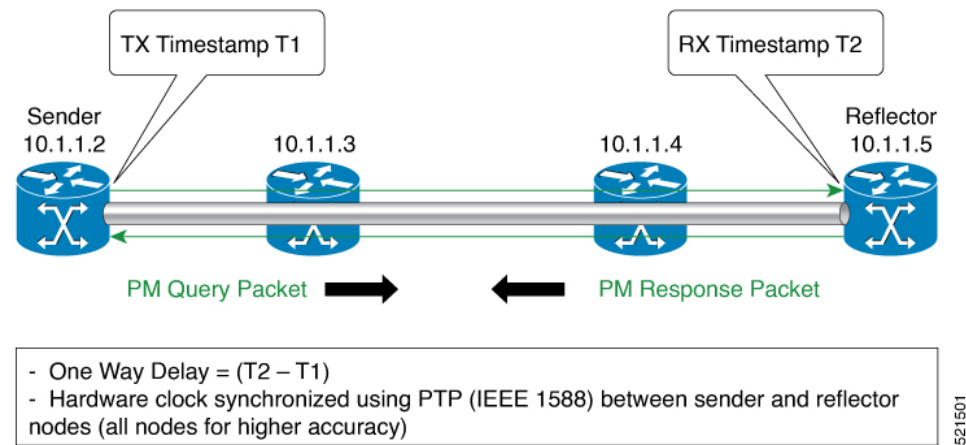 TX Timestamp T1
RX Timestamp T2
Sender
10.1.1.2
10.1.1.3
10.1.1.4
Reflector
10.1.1.5
PM Query Packet
PM Response Packet
- One Way Delay = (T2 – T1)
- Hardware clock synchronized using PTP (IEEE 1588) between sender and reflector
nodes (all nodes for higher accuracy)
521501